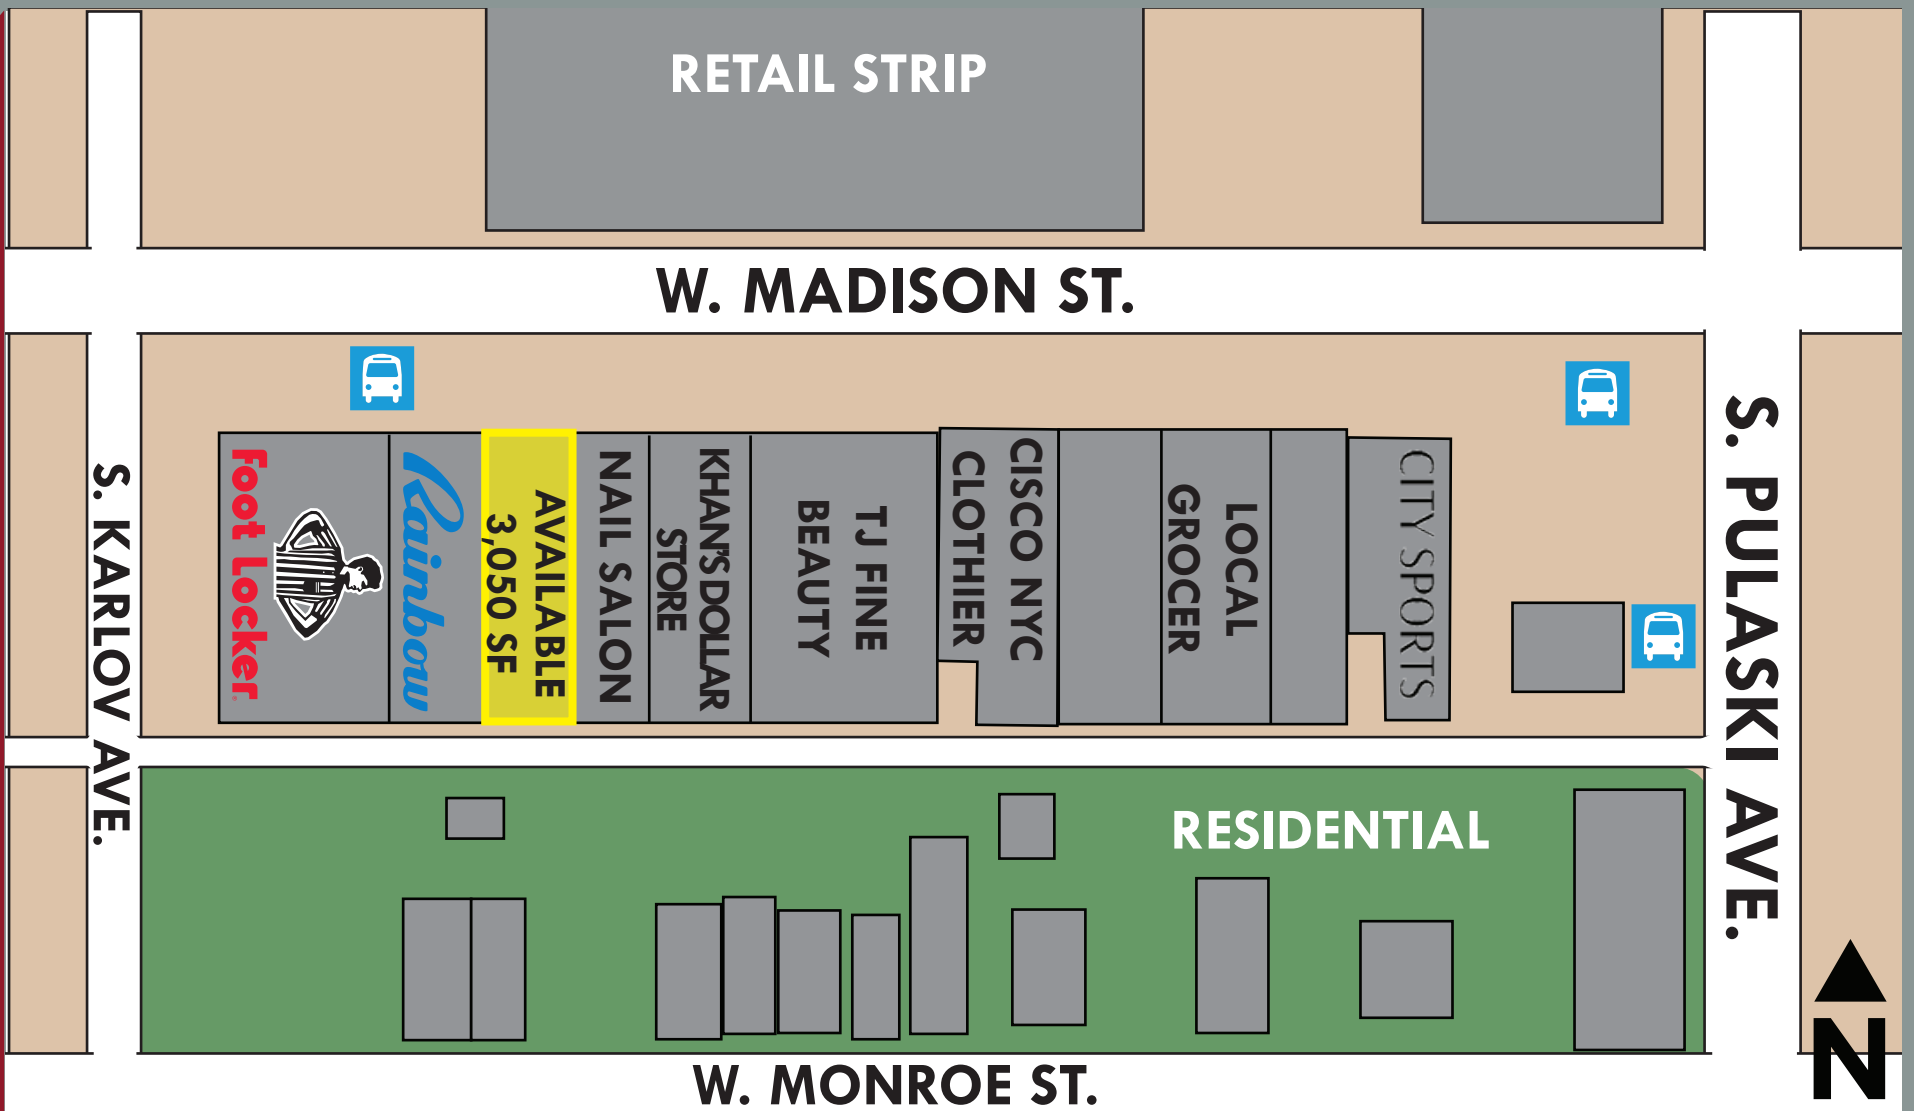 RETAIL STRIP
W. MADISON ST.
S. KARLOV AVE.
Foot Locker
Rainbow
AVAILABLE
3,050 SF
NAIL SALON
KHAN'S DOLLAR
STORE
TJ FINE
BEAUTY
CISCO NYC
CLOTHIER
LOCAL
GROCER
CITY SPORTS
S. PULASKI AVE.
RESIDENTIAL
W. MONROE ST.
N